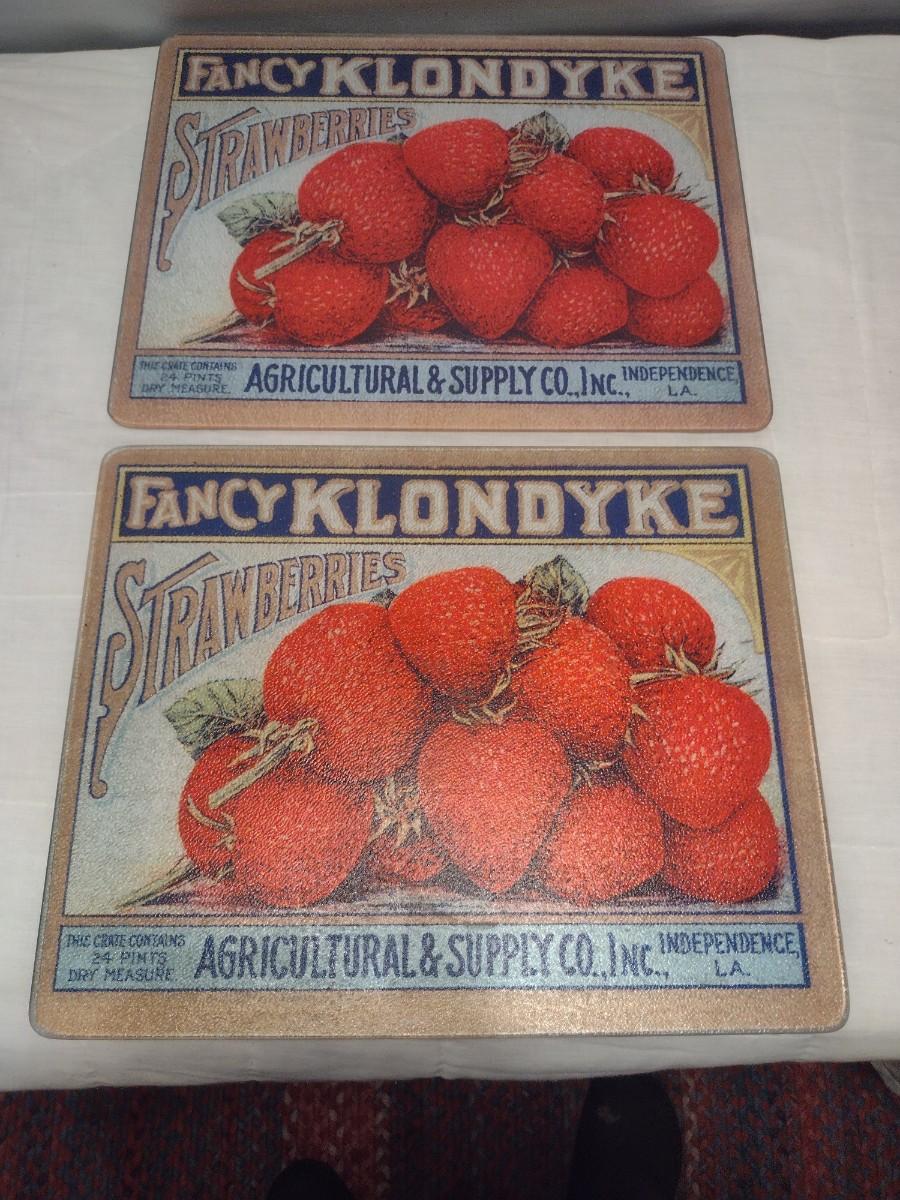 FANCY KLONDYKE
STRAWBERRIES
THIS CRATE CONTAINS
24 PINTS
DRY MEASURE.
AGRICULTURAL & SUPPLY CO., INC.,
INDEPENDENCE,
LA.
FANCY KLONDYKE
STRAWBERRIES
THIS CRATE CONTAINS
24 PINTS
DRY MEASURE
AGRICULTURAL & SUPPLY CO., INC.,
INDEPENDENCE,
LA.